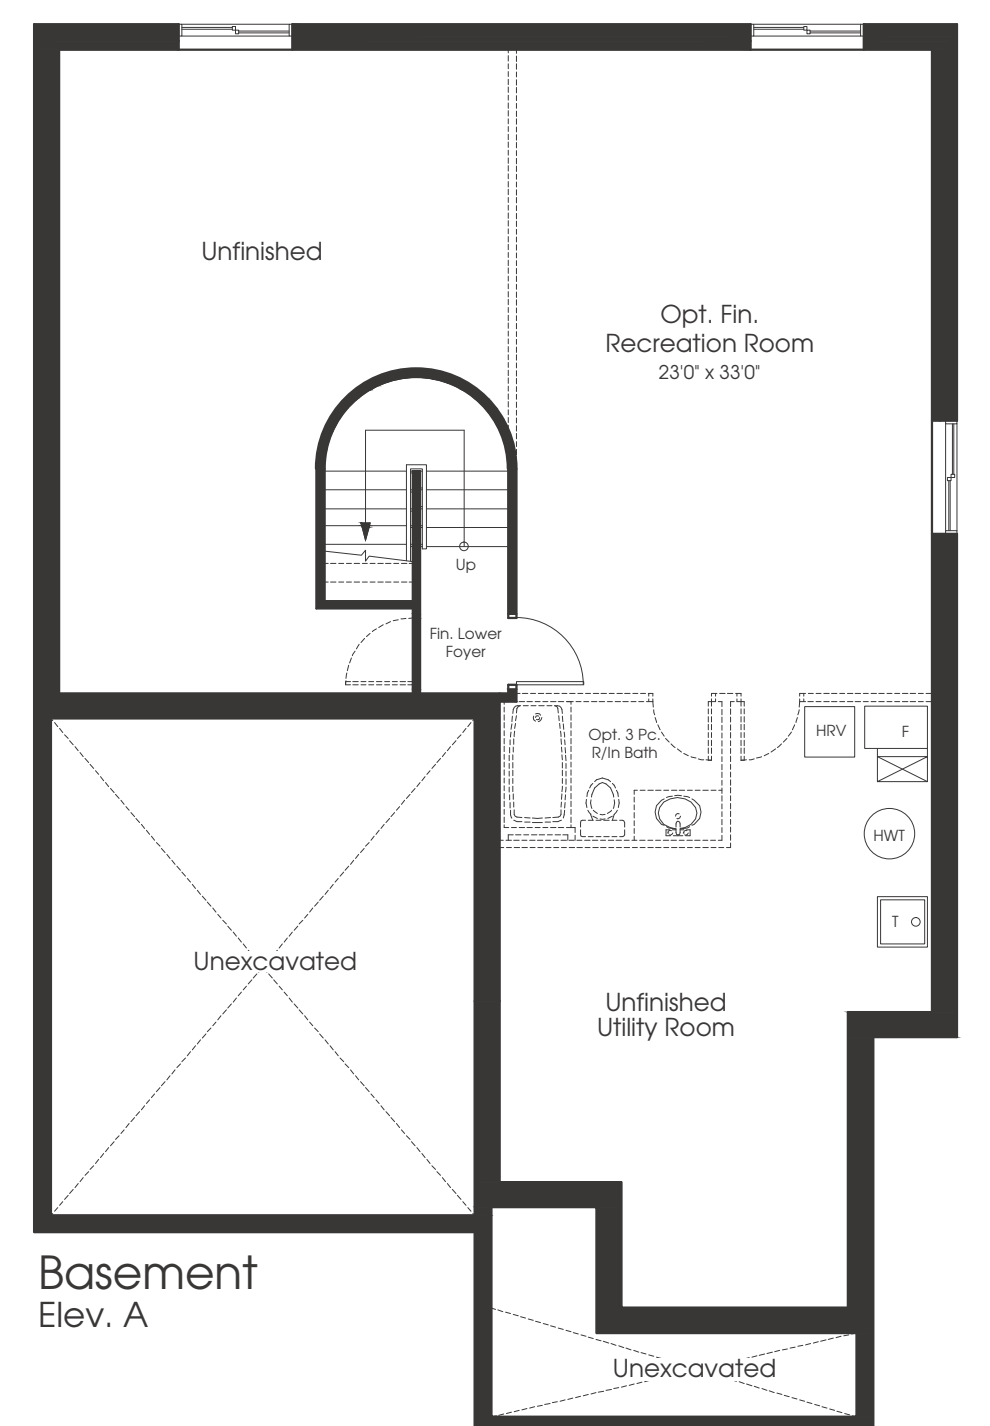 Unfinished
Opt. Fin.
Recreation Room
23'0" x 33'0"
Up
Fin. Lower
Foyer
Opt. 3 Pc.
R/In Bath
HRV
F
HWT
T
Unexcavated
Unfinished
Utility Room
Basement
Elev. A
Unexcavated